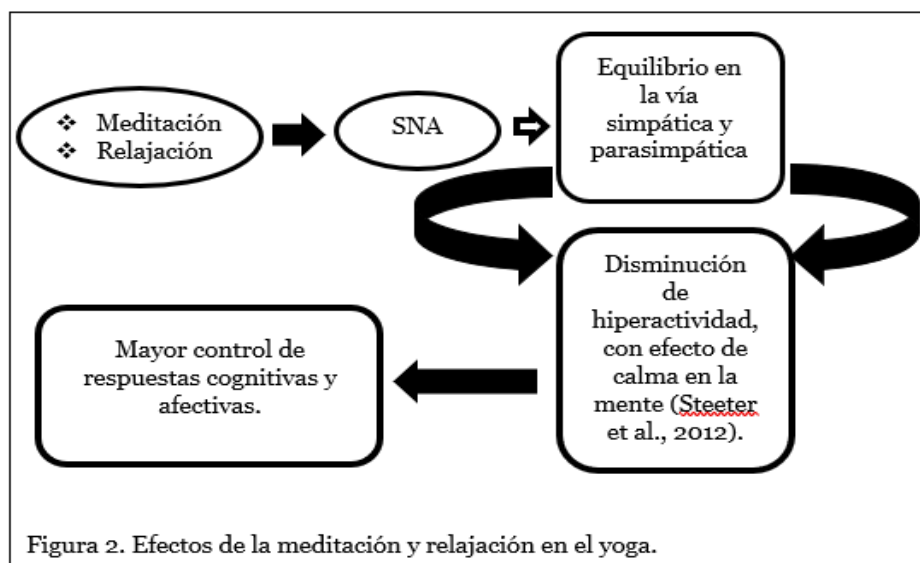 ❖ Meditación
❖ Relajación
SNA
Equilibrio en
la vía
simpática y
parasimpática
Disminución
de
hiperactividad,
con efecto de
calma en la
mente (Steeter
et al., 2012).
Mayor control de
respuestas cognitivas y
afectivas.
Figura 2. Efectos de la meditación y relajación en el yoga.